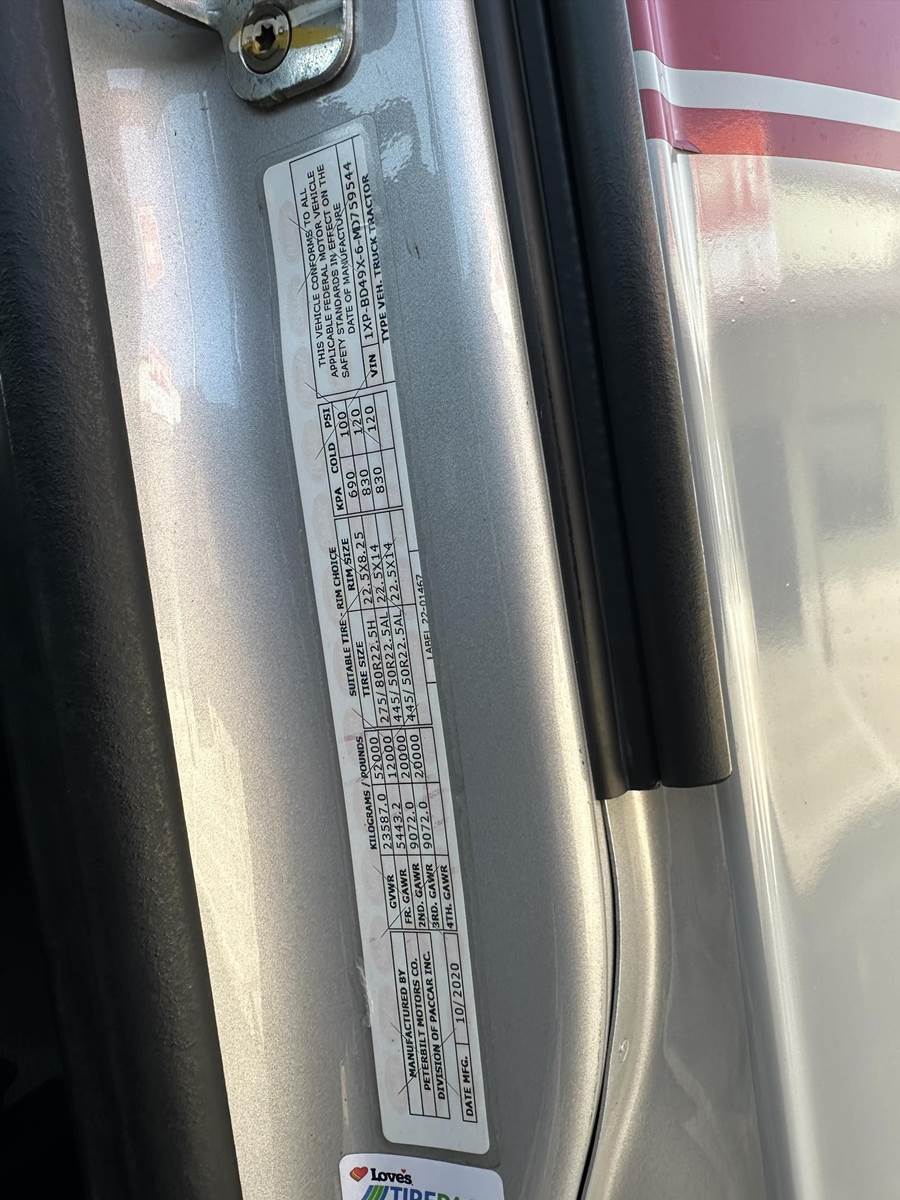 MANUFACTURED BY
PETERBILT MOTORS CO.
DIVISION OF PACCAR INC.
DATE MFG. 10/2020
KILOGRAMS / POUNDS
GVWR 23587.0 52000
FR. GAWR 5443.2 12000
2ND. GAWR 9072.0 20000
3RD. GAWR 9072.0 20000
4TH. GAWR
SUITABLE TIRE - RIM CHOICE
TIRE SIZE RIM SIZE KPA COLD PSI
275/80R22.5H 22.5X8.25 690 100
445/50R22.5AL 22.5X14 830 120
445/50R22.5AL 22.5X14 830 120
LABEL 22-01467
THIS VEHICLE CONFORMS TO ALL
APPLICABLE FEDERAL MOTOR VEHICLE
SAFETY STANDARDS IN EFFECT ON THE
DATE OF MANUFACTURE
VIN 1XP-BD49X-6-MD759544
TYPE VEH. TRUCK TRACTOR
Love's